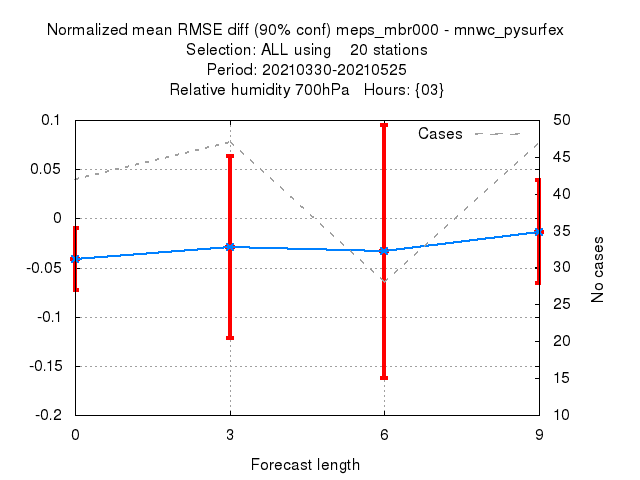 Normalized mean RMSE diff (90% conf) meps_mbr000 - mnwc_pysurfex
Selection: ALL using    20 stations
Period: 20210330-20210525
Relative humidity 700hPa   Hours: {03}
0.1
0.05
0
-0.05
-0.1
-0.15
-0.2
Cases
50
45
40
35
30
25
20
15
10
No cases
0 3 6 9
Forecast length